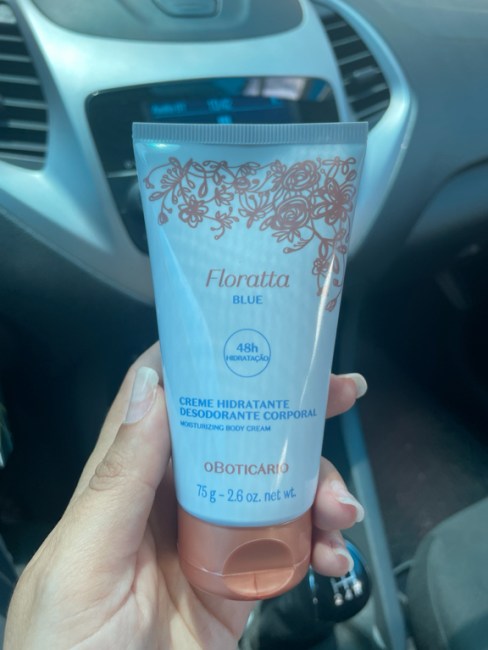 Floratta
BLUE
48h
HIDRATAÇÃO
CREME HIDRATANTE
DESODORANTE CORPORAL
MOISTURIZING BODY CREAM
oBOTICÁRIO
75 g - 2.6 oz. net wt.